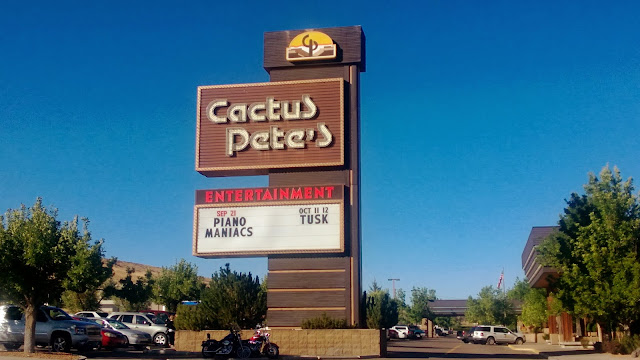 CP
Cactus
Pete's
ENTERTAINMENT
SEP 21
PIANO
MANIACS
OCT 11 12
TUSK